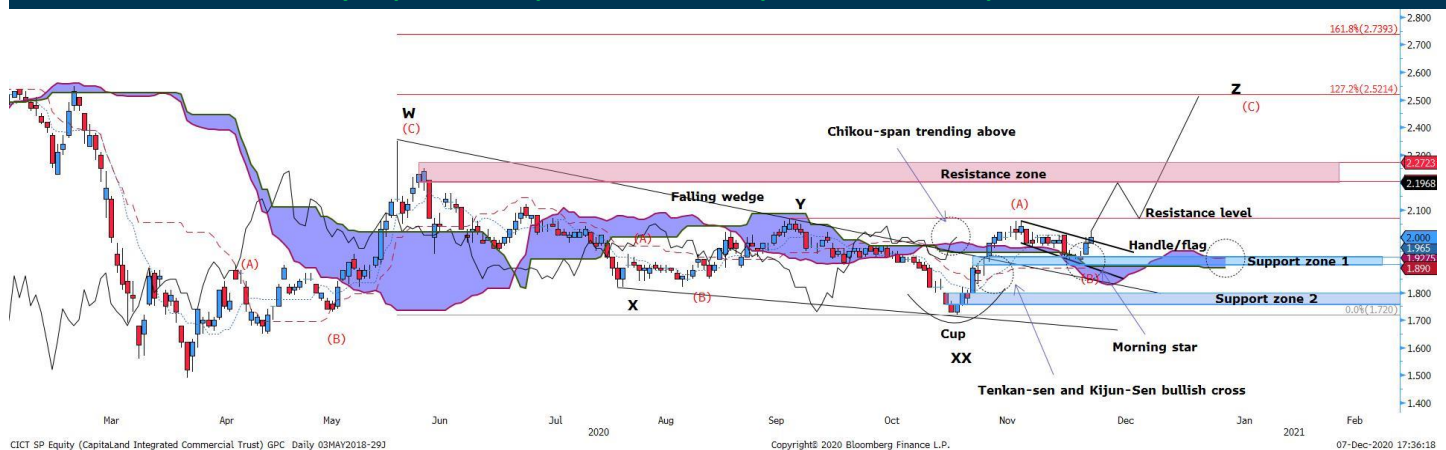 2.800
161.8%(2.7393)
2.700
2.600
127.2%(2.5214)
Z
2.500
(C)
W
(C)
Chikou-span trending above
2.400
2.300
2.2723
Resistance zone
2.1968
Falling wedge
Y
(A)
Resistance level
2.100
2.000
Handle/flag
(A)
1.965
1.9275
Support zone 1
1.890
(A)
(B)
X
(B)
Support zone 2
1.800
0.0%(1.720)
1.700
(B)
Cup
Morning star
XX
1.600
Tenkan-sen and Kijun-Sen bullish cross
1.500
1.400
Mar Apr May Jun Jul Aug Sep Oct Nov Dec Jan Feb
2020 2021
CICT SP Equity (CapitaLand Integrated Commercial Trust) GPC Daily 03MAY2018-29J
Copyright© 2020 Bloomberg Finance L.P.
07-Dec-2020 17:36:18